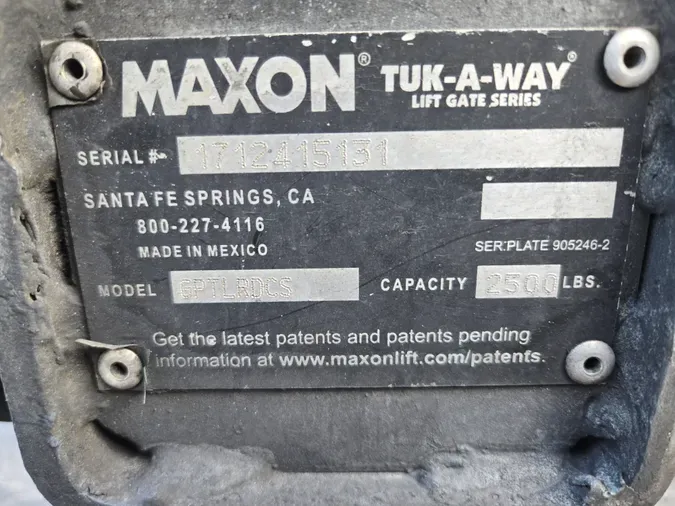 MAXON® TUK-A-WAY®
LIFT GATE SERIES
SERIAL #- 1712415131
SANTA FE SPRINGS, CA
800-227-4116
MADE IN MEXICO
SER.PLATE 905246-2
MODEL GPTLRDCS CAPACITY 2500 LBS.
Get the latest patents and patents pending
information at www.maxonlift.com/patents.